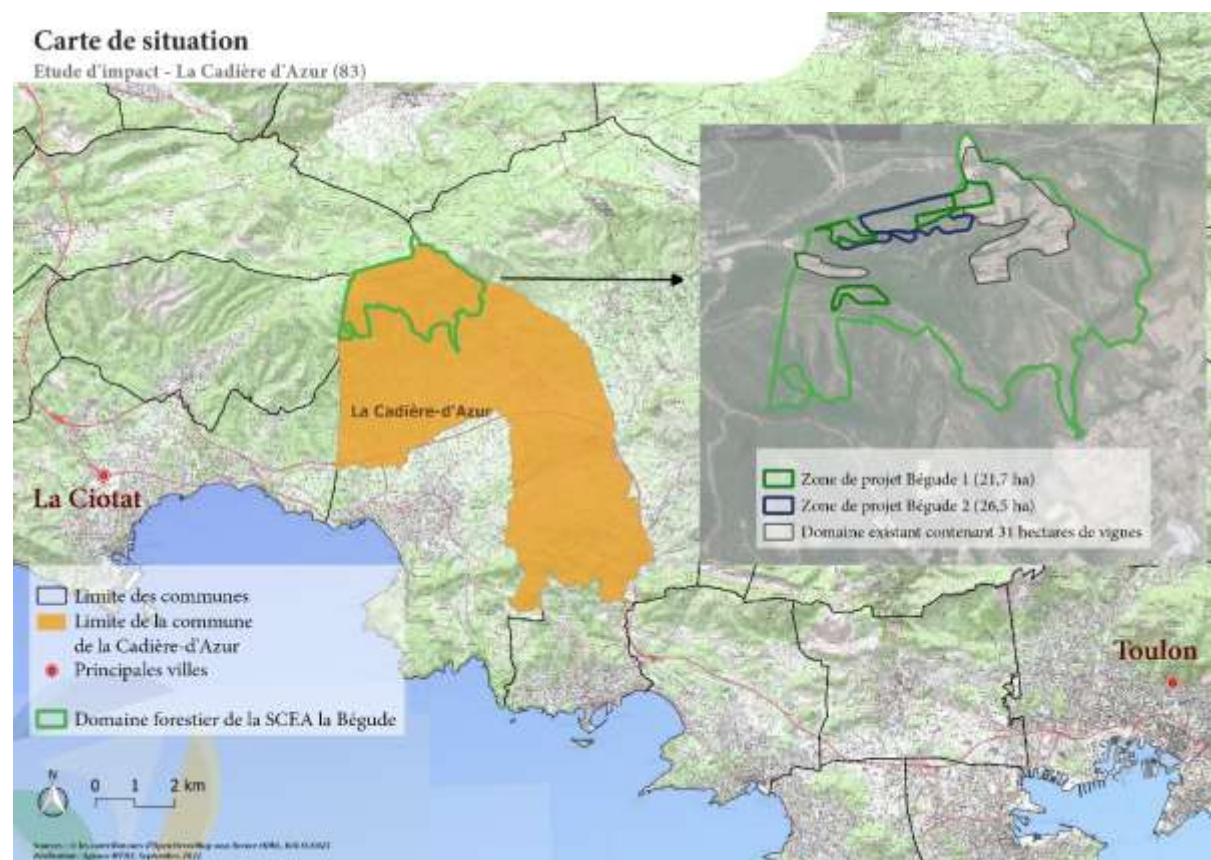 Carte de situation
Etude d'impact - La Cadière d'Azur (83)
La Cadière-d'Azur
La Ciotat
Toulon
Zone de projet Bégude 1 (21,7 ha)
Zone de projet Bégude 2 (26,5 ha)
Domaine existant contenant 31 hectares de vignes
Limite des communes
Limite de la commune
de la Cadière-d'Azur
Principales villes
Domaine forestier de la SCEA la Bégude
N
0 1 2 km